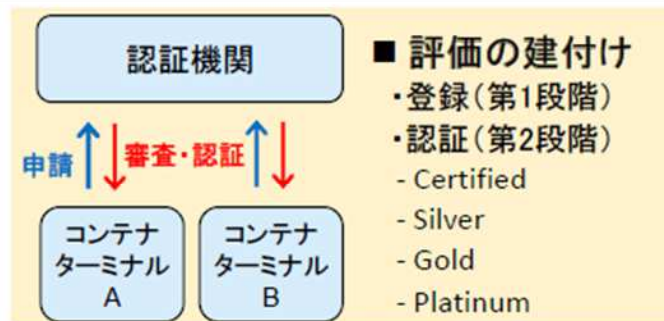 認証機関
申請
審査・認証
コンテナ
ターミナル
A
コンテナ
ターミナル
B
■ 評価の建付け
・登録(第1段階)
・認証(第2段階)
- Certified
- Silver
- Gold
- Platinum